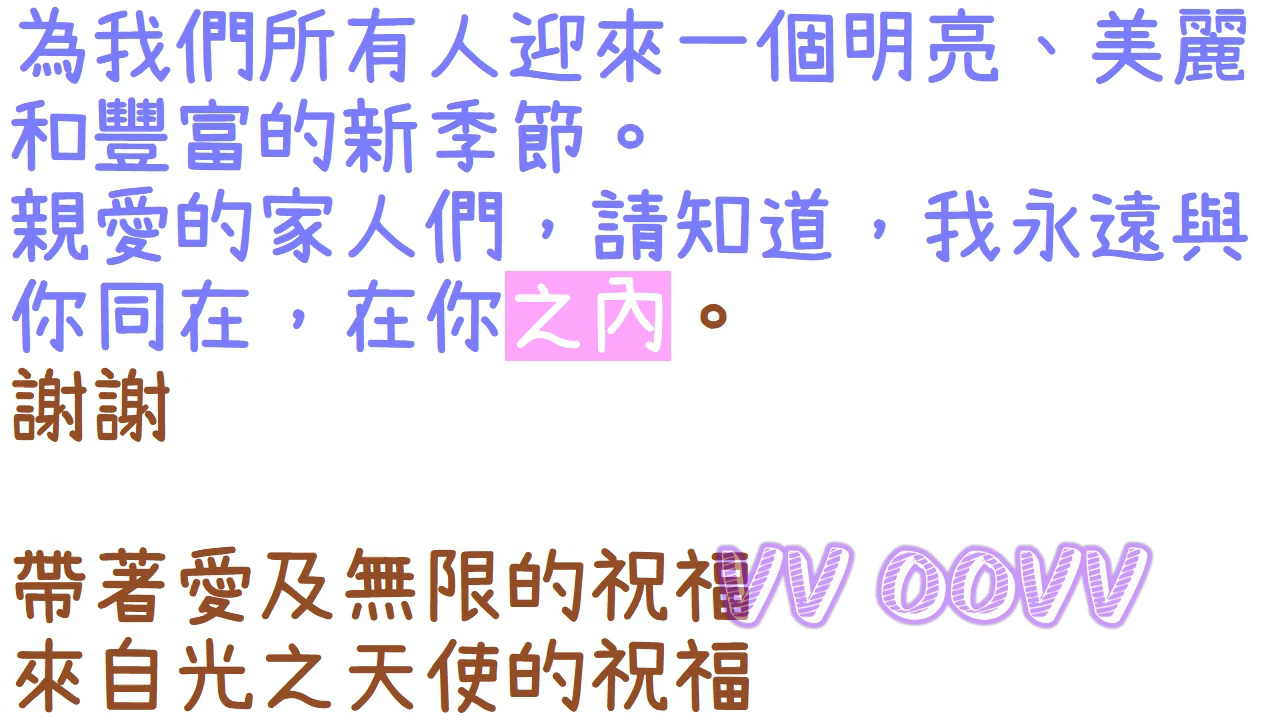 為我們所有人迎來一個明亮、美麗
和豐富的新季節。
親愛的家人們，請知道，我永遠與
你同在，在你之內。
謝謝
帶著愛及無限的祝福
VV OOVV
來自光之天使的祝福